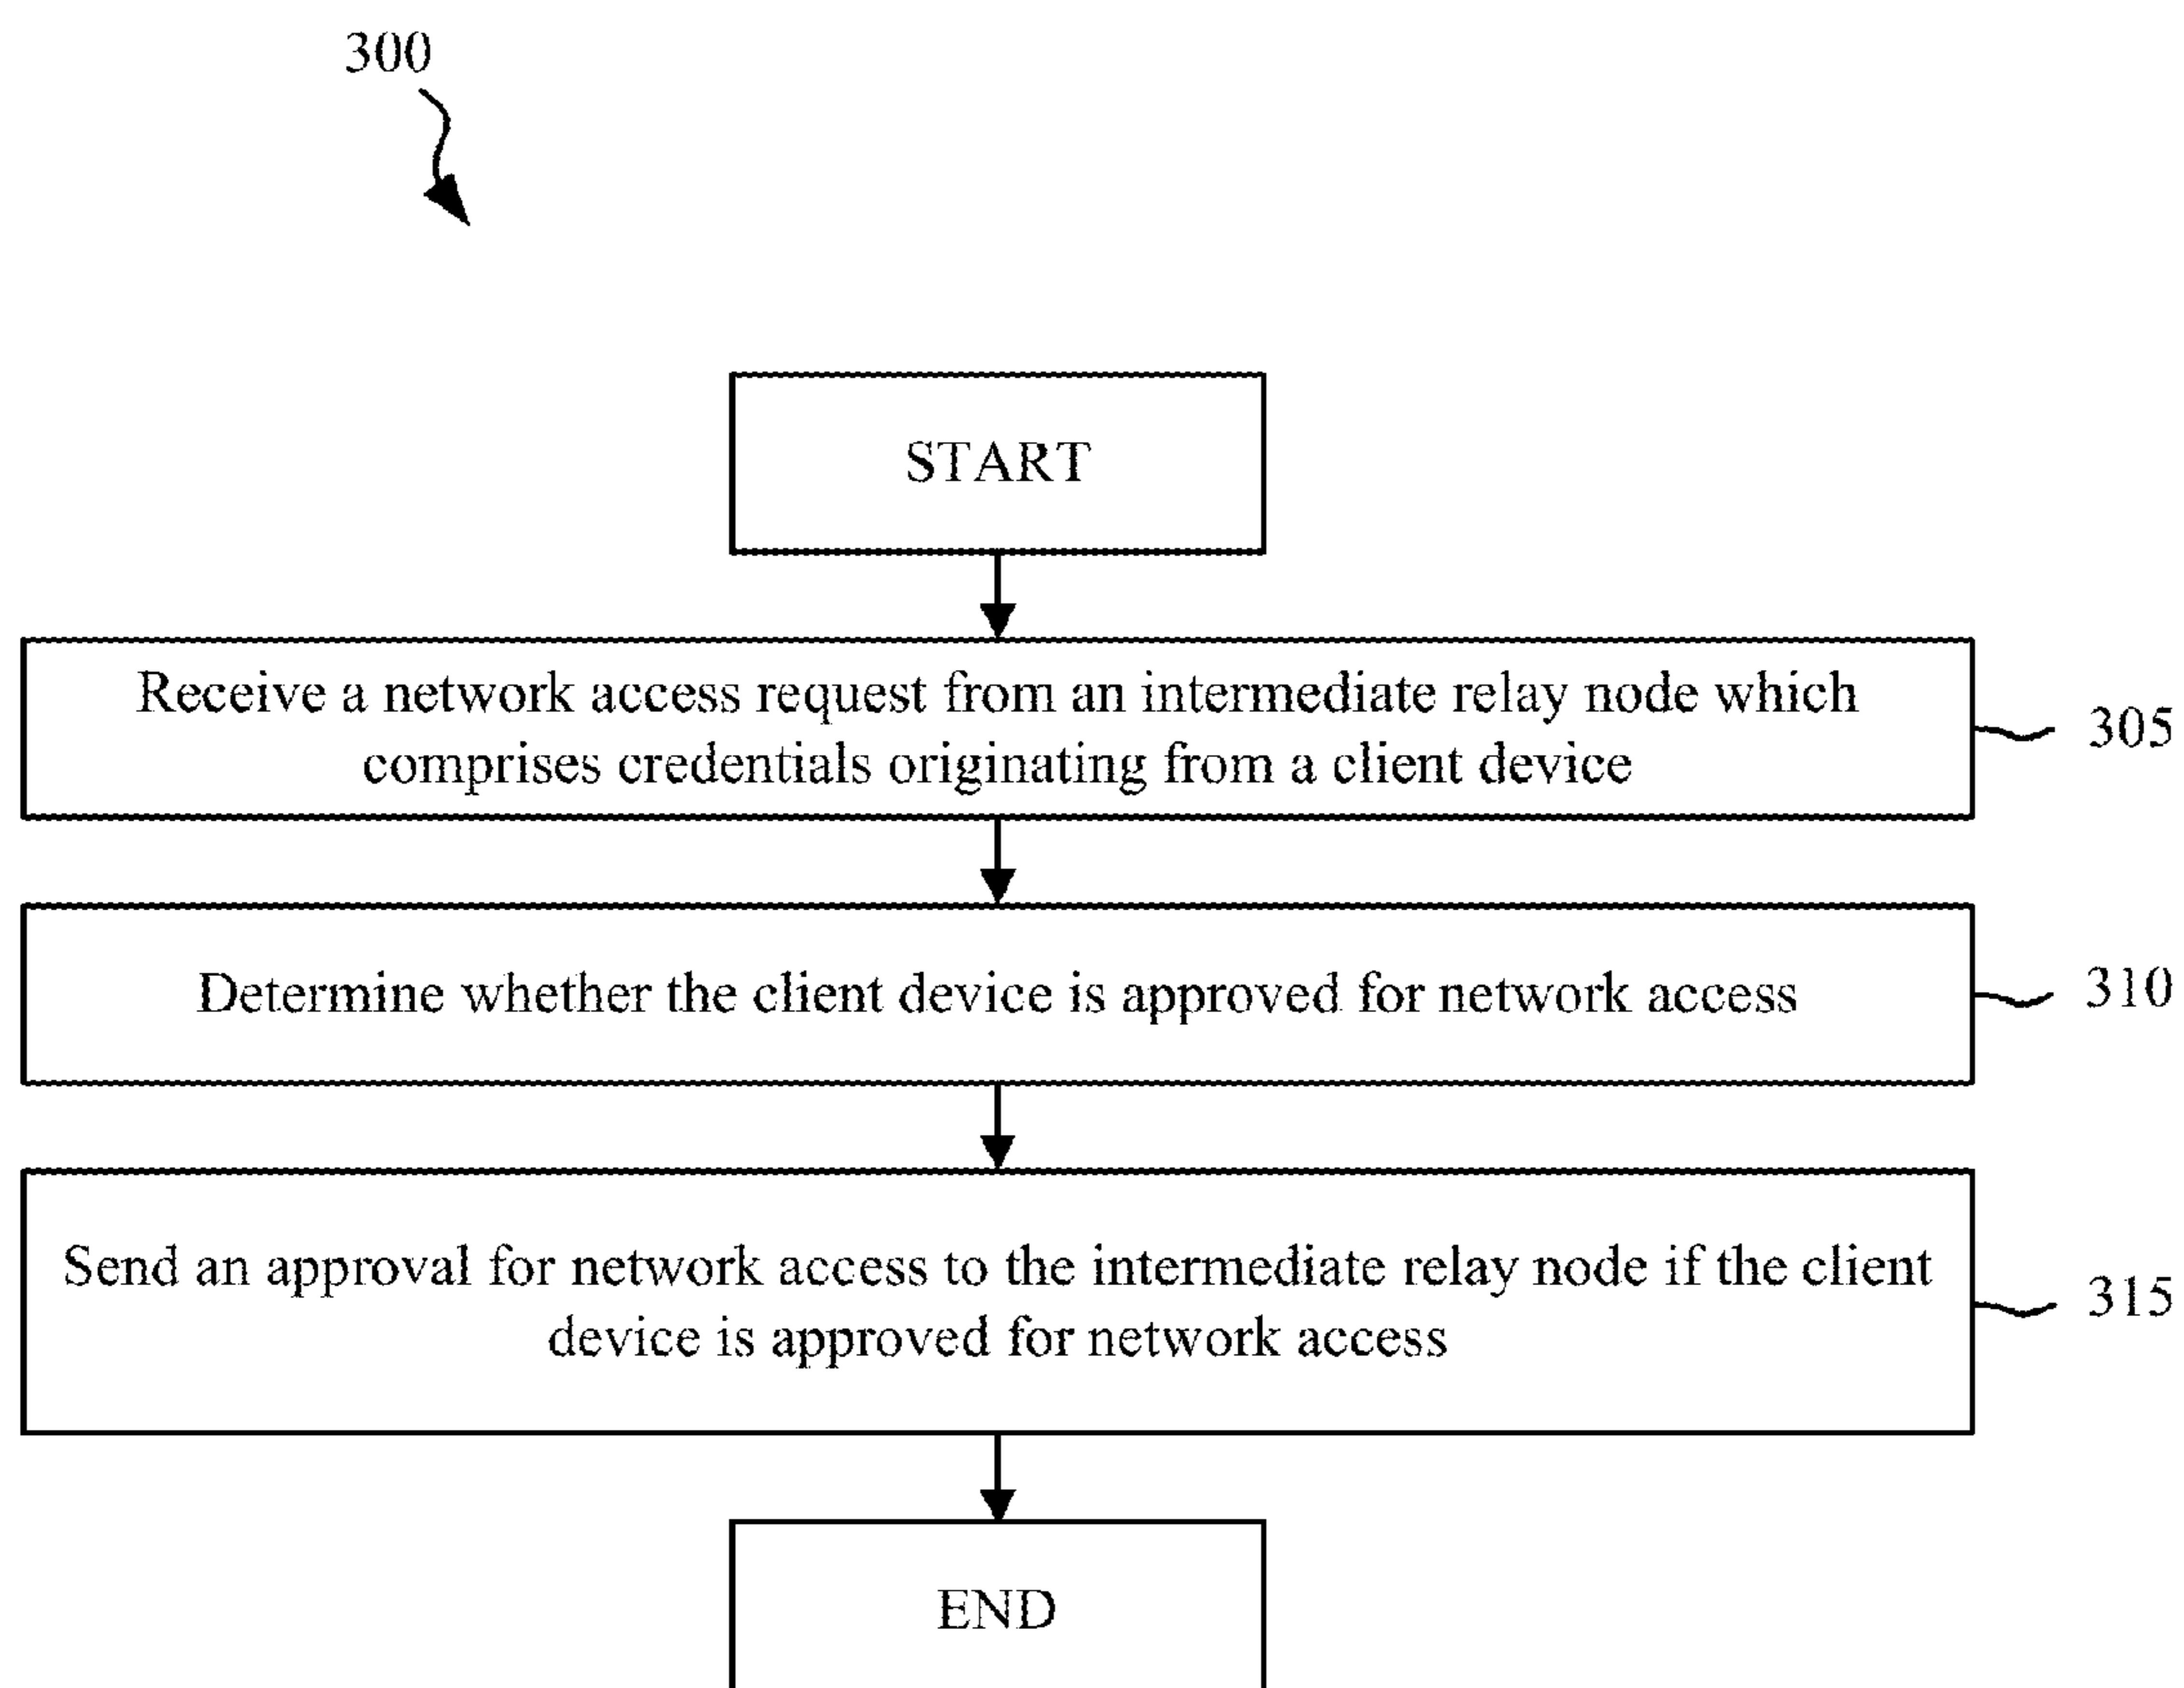 300
START
Receive a network access request from an intermediate relay node which
comprises credentials originating from a client device
305
Determine whether the client device is approved for network access
310
Send an approval for network access to the intermediate relay node if the client
device is approved for network access
315
END